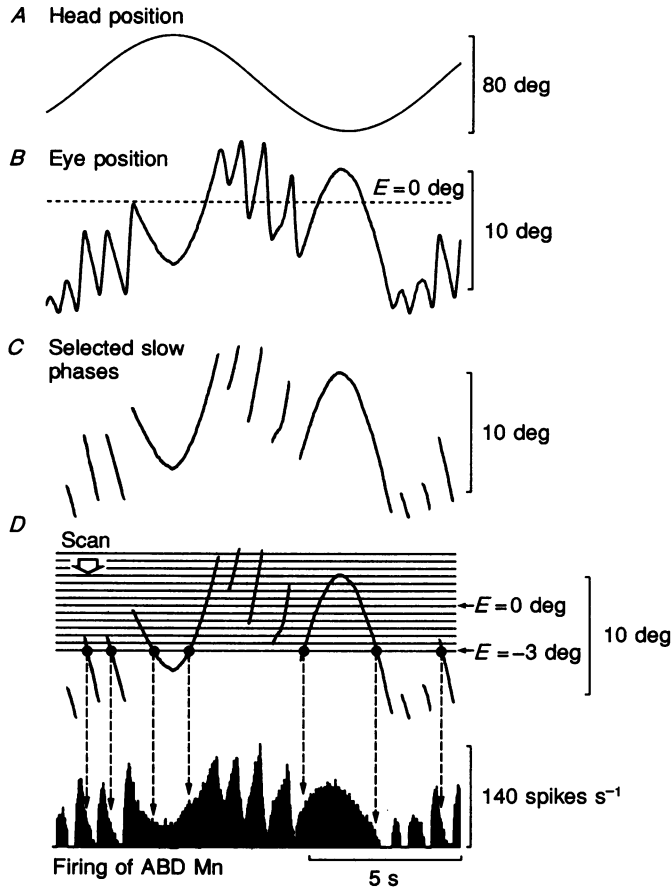 A Head position
80 deg
B Eye position
E = 0 deg
10 deg
C Selected slow
phases
10 deg
D
Scan
E = 0 deg
E = −3 deg
10 deg
140 spikes s⁻¹
Firing of ABD Mn
5 s